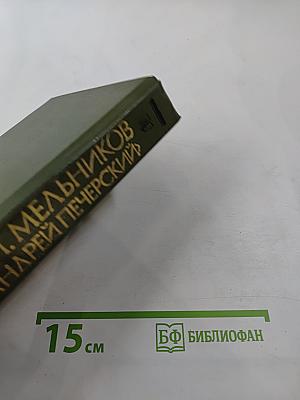 И. МЕЛЬНИКОВ
(АНДРЕЙ ПЕЧЕРСКИЙ)
15 см
БФ БИБЛИОФАН